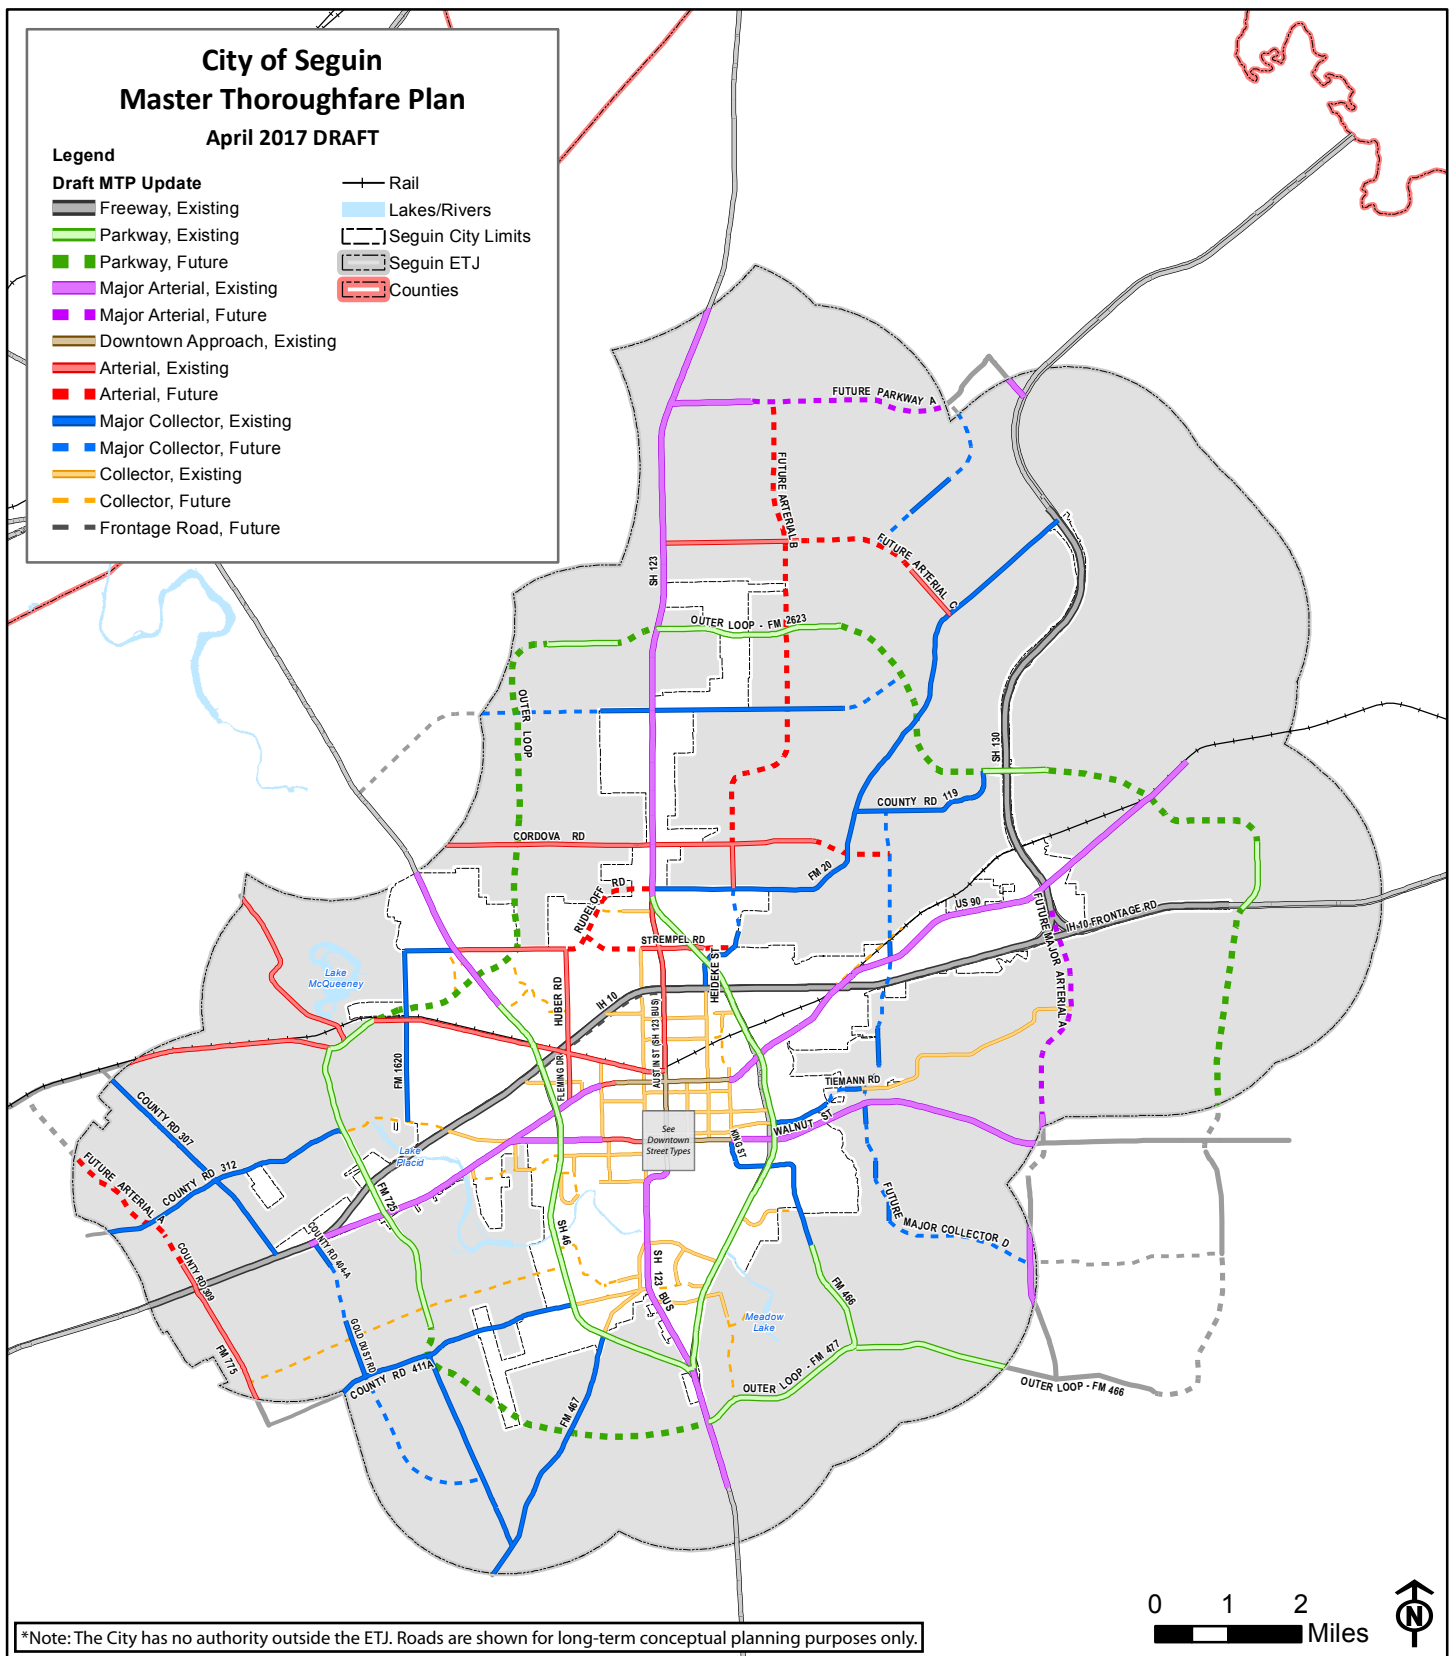 City of Seguin
Master Thoroughfare Plan
April 2017 DRAFT
Legend
Draft MTP Update
Freeway, Existing
Parkway, Existing
Parkway, Future
Major Arterial, Existing
Major Arterial, Future
Downtown Approach, Existing
Arterial, Existing
Arterial, Future
Major Collector, Existing
Major Collector, Future
Collector, Existing
Collector, Future
Frontage Road, Future
Rail
Lakes/Rivers
Seguin City Limits
Seguin ETJ
Counties
FUTURE PARKWAY A
FUTURE ARTERIAL B
FUTURE ARTERIAL C
SH 123
OUTER LOOP - FM 2623
OUTER LOOP
SH 130
COUNTY RD 119
CORDOVA RD
FM 20
RUDELOFF RD
US 90
IH 10 FRONTAGE RD
FUTURE MAJOR ARTERIAL A
STREMPEL RD
HEIDEKE ST
Lake
McQueeney
HUBER RD
IH 10
AUSTIN ST (SH 123 BUS)
FM 1620
FLEMING DR
TIEMANN RD
COUNTY RD 307
WALNUT ST
KING ST
See
Downtown
Street Types
Lake
Placid
COUNTY RD 312
FUTURE ARTERIAL A
FM 725
FUTURE MAJOR COLLECTOR D
COUNTY RD 404-A
SH 46
COUNTY RD 309
SH 123 BUS
FM 466
Meadow
Lake
GOLD DUST RD
FM 775
COUNTY RD 411A
OUTER LOOP - FM 477
OUTER LOOP - FM 466
FM 467
0 1 2
Miles
N
*Note: The City has no authority outside the ETJ. Roads are shown for long-term conceptual planning purposes only.